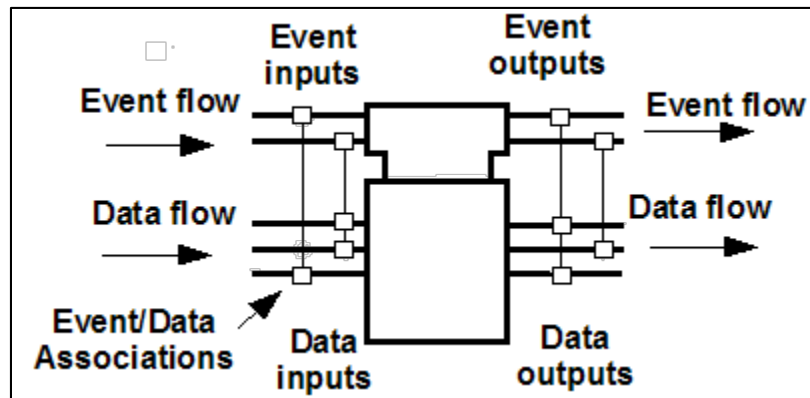 Event
inputs
Event
outputs
Event flow
Event flow
Data flow
Data flow
Event/Data
Associations
Data
inputs
Data
outputs